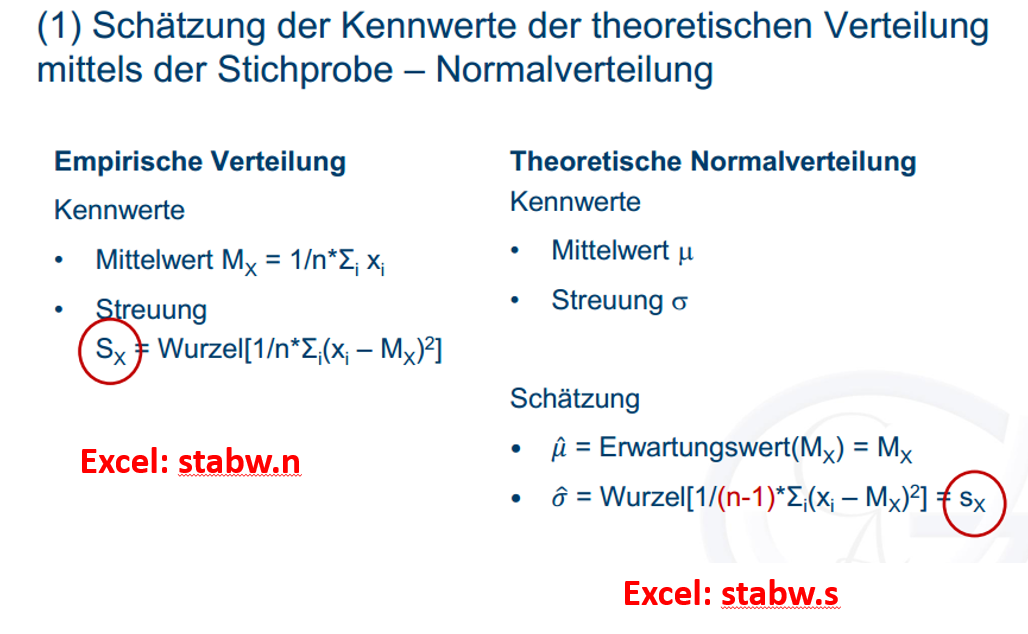 (1) Schätzung der Kennwerte der theoretischen Verteilung
mittels der Stichprobe – Normalverteilung
Empirische Verteilung
Kennwerte
• Mittelwert Mₓ = 1/n*Σᵢ xᵢ
• Streuung
Sₓ = Wurzel[1/n*Σᵢ(xᵢ – Mₓ)²]
Excel: stabw.n
Theoretische Normalverteilung
Kennwerte
• Mittelwert μ
• Streuung σ
Schätzung
• μ̂ = Erwartungswert(Mₓ) = Mₓ
• σ̂ = Wurzel[1/(n-1)*Σᵢ(xᵢ – Mₓ)²] = sₓ
Excel: stabw.s